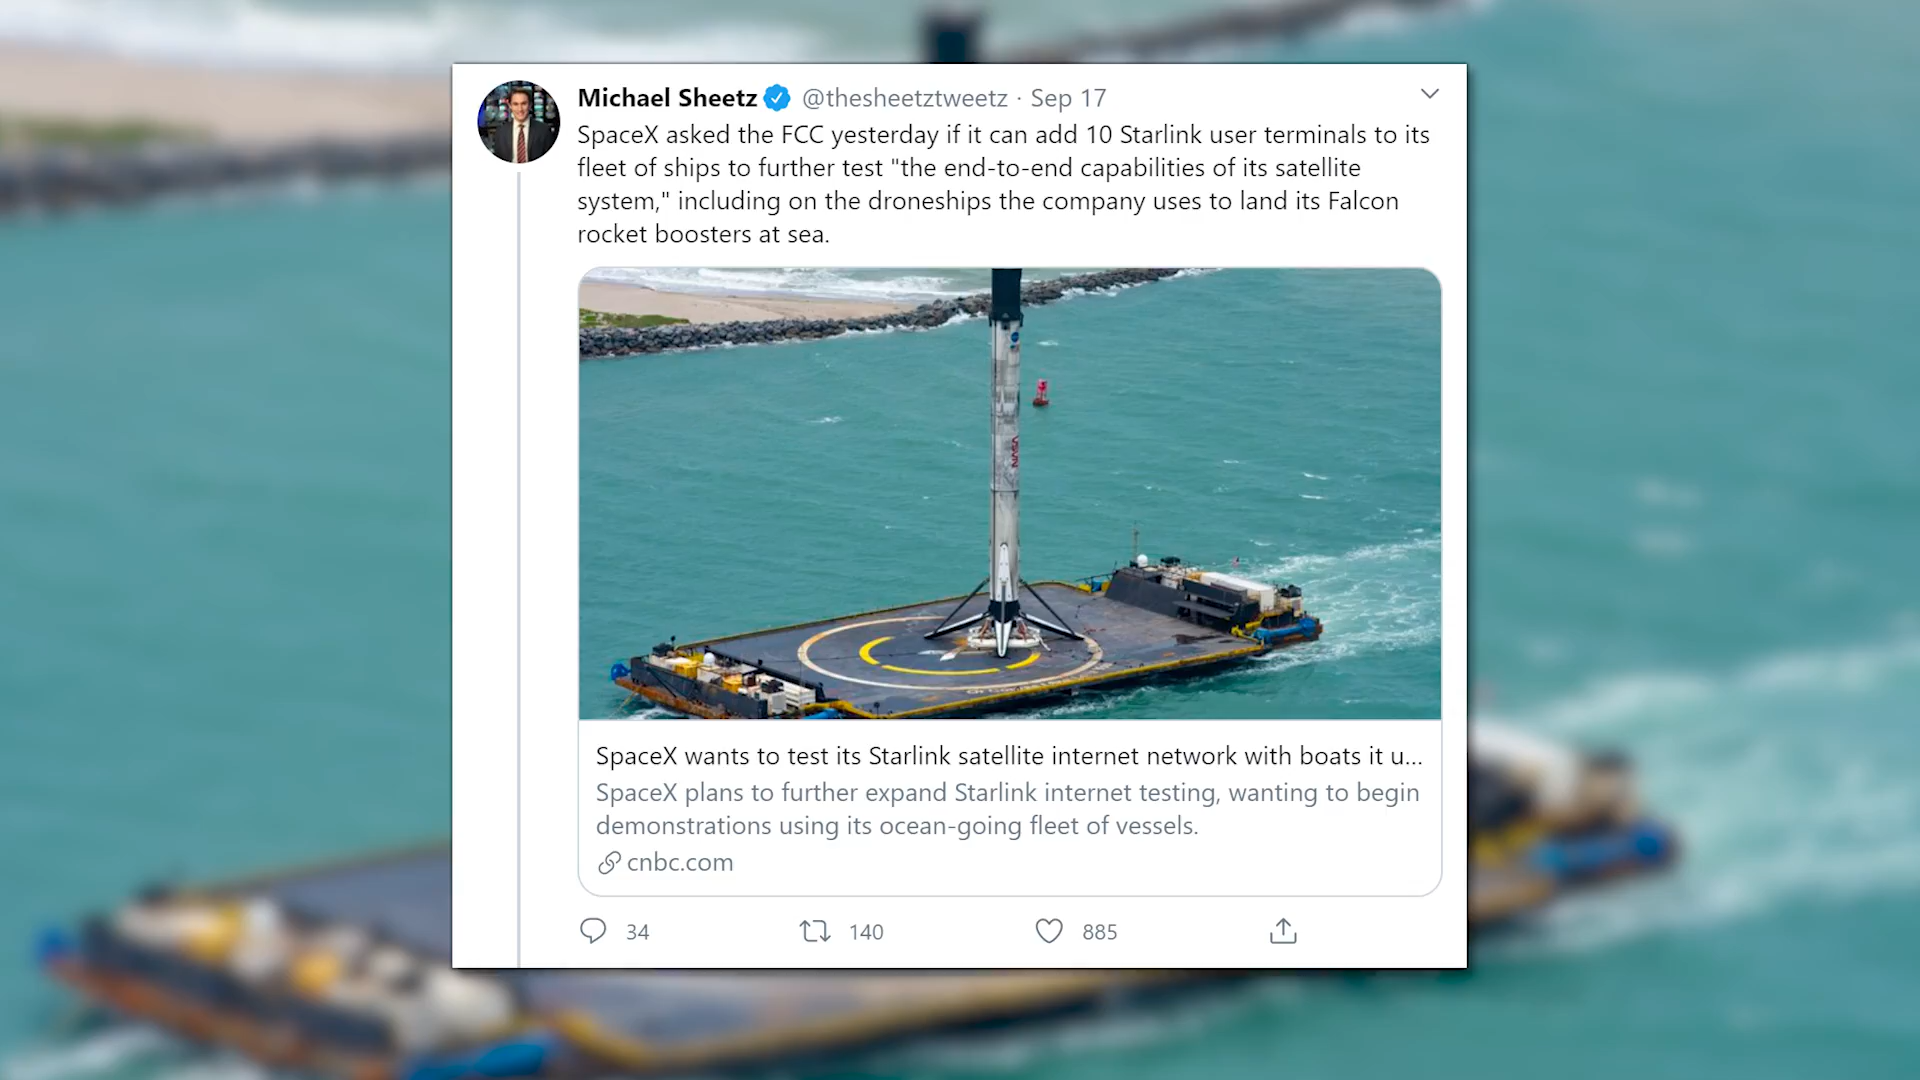 Michael Sheetz @thesheetztweetz · Sep 17
SpaceX asked the FCC yesterday if it can add 10 Starlink user terminals to its
fleet of ships to further test "the end-to-end capabilities of its satellite
system," including on the droneships the company uses to land its Falcon
rocket boosters at sea.
NASA
SpaceX wants to test its Starlink satellite internet network with boats it u...
SpaceX plans to further expand Starlink internet testing, wanting to begin
demonstrations using its ocean-going fleet of vessels.
cnbc.com
34 140 885